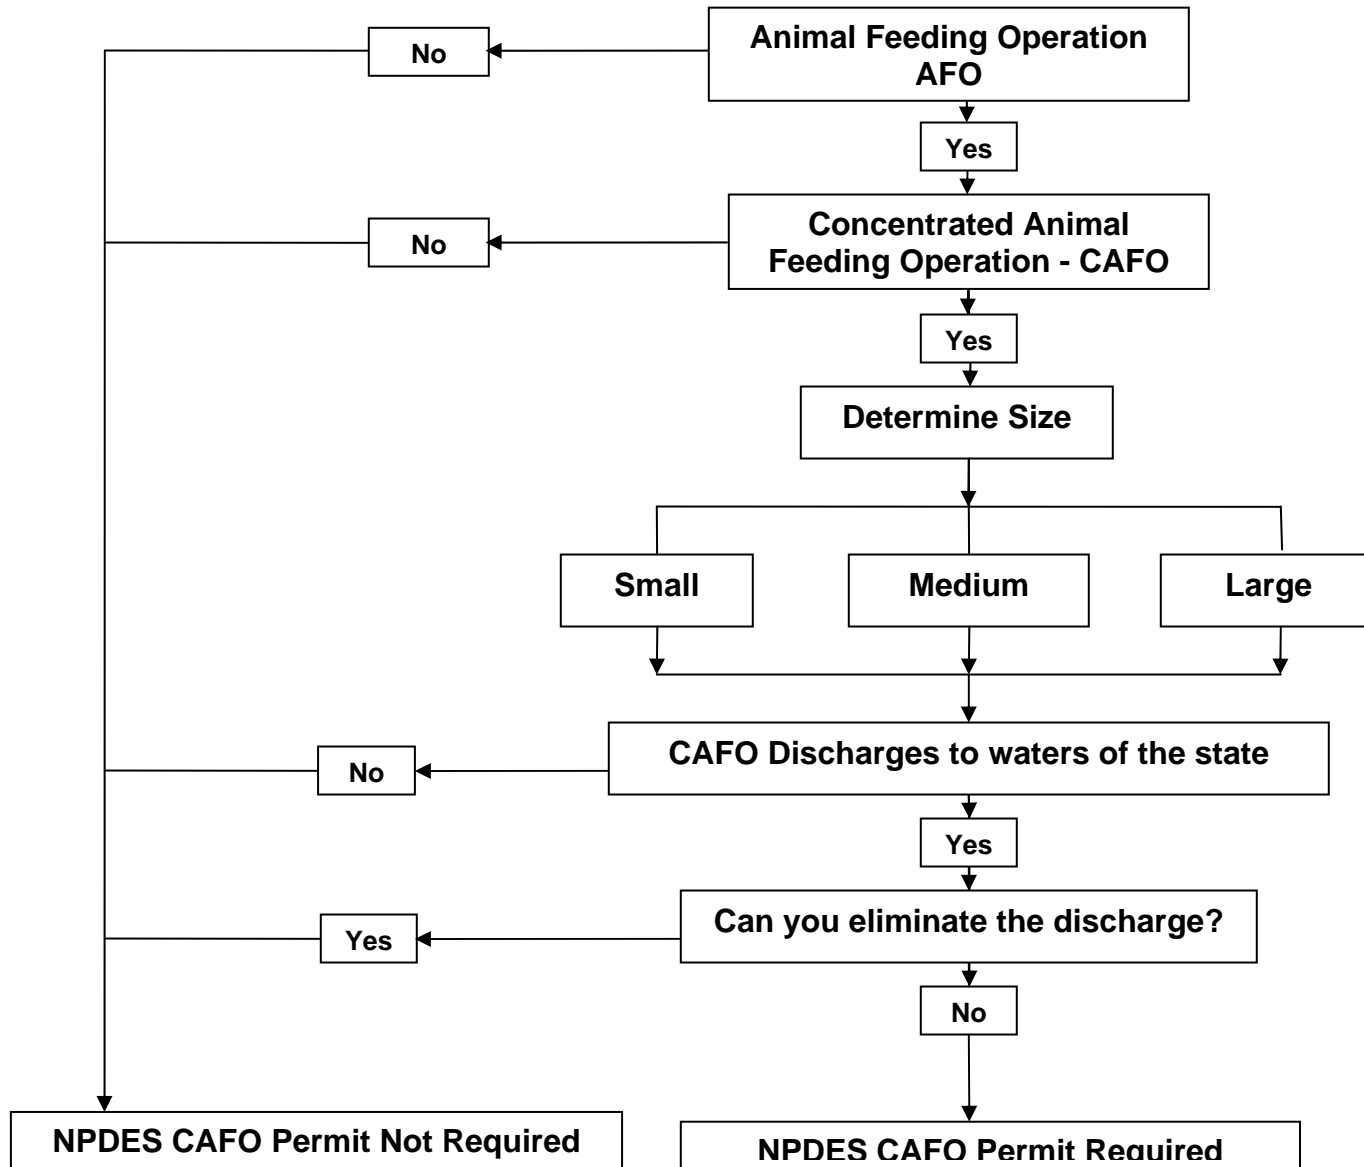 Animal Feeding Operation
AFO
No
Yes
Concentrated Animal
Feeding Operation - CAFO
No
Yes
Determine Size
Small
Medium
Large
CAFO Discharges to waters of the state
No
Yes
Can you eliminate the discharge?
Yes
No
NPDES CAFO Permit Not Required
NPDES CAFO Permit Required